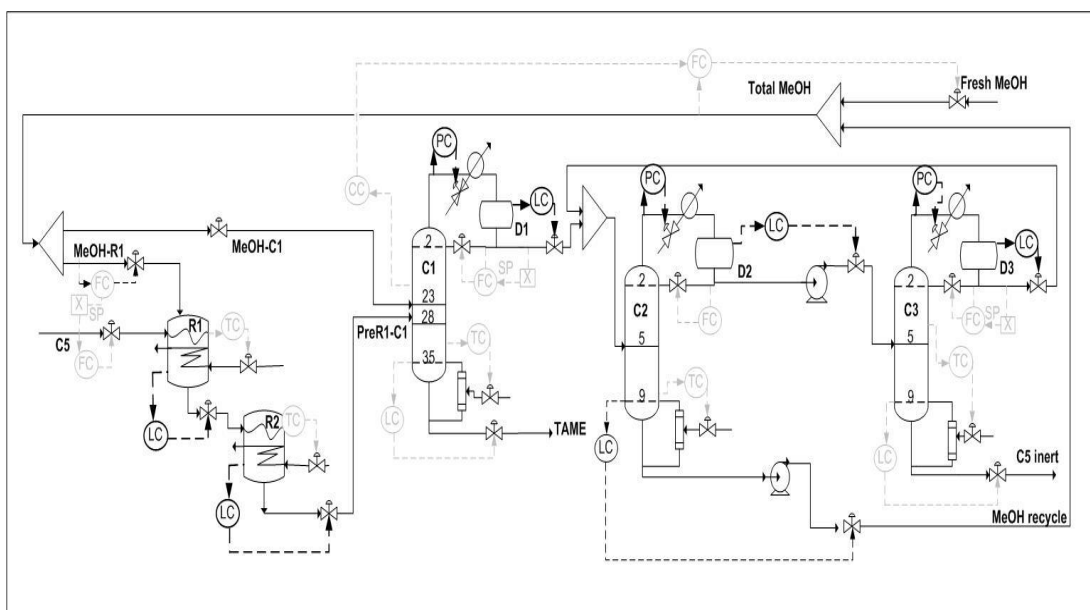 FC
Total MeOH
Fresh MeOH
PC
PC
PC
CC
LC
LC
LC
D1
D2
D3
MeOH-R1
MeOH-C1
2
C1
FC
SP
X
2
C2
FC
2
C3
FC
SP
X
FC
X
SP
23
28
PreR1-C1
C5
FC
R1
TC
TC
35
5
5
TC
TC
9
9
LC
R2
TC
LC
TAME
LC
LC
C5 inert
LC
MeOH recycle